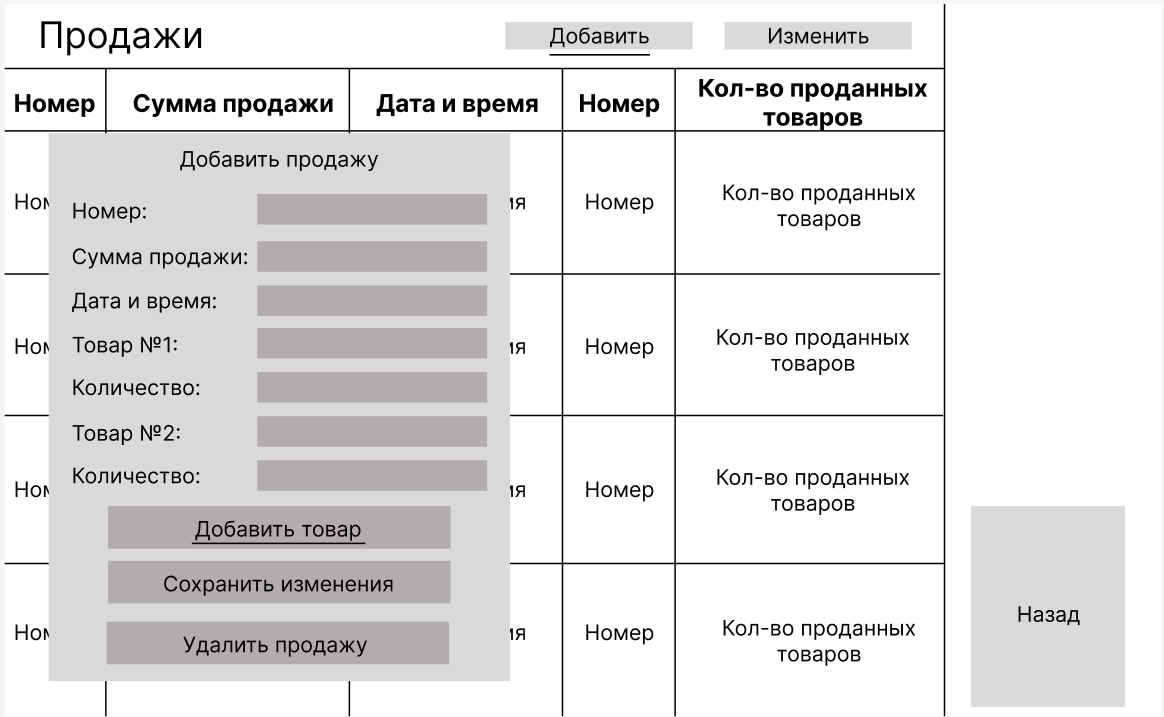 Продажи
Добавить
Изменить
Номер
Сумма продажи
Дата и время
Номер
Кол-во проданных
товаров
Добавить продажу
Номер:
Сумма продажи:
Дата и время:
Товар №1:
Количество:
Товар №2:
Количество:
Добавить товар
Сохранить изменения
Удалить продажу
Номер
Кол-во проданных
товаров
Номер
Кол-во проданных
товаров
Номер
Кол-во проданных
товаров
Номер
Кол-во проданных
товаров
Назад